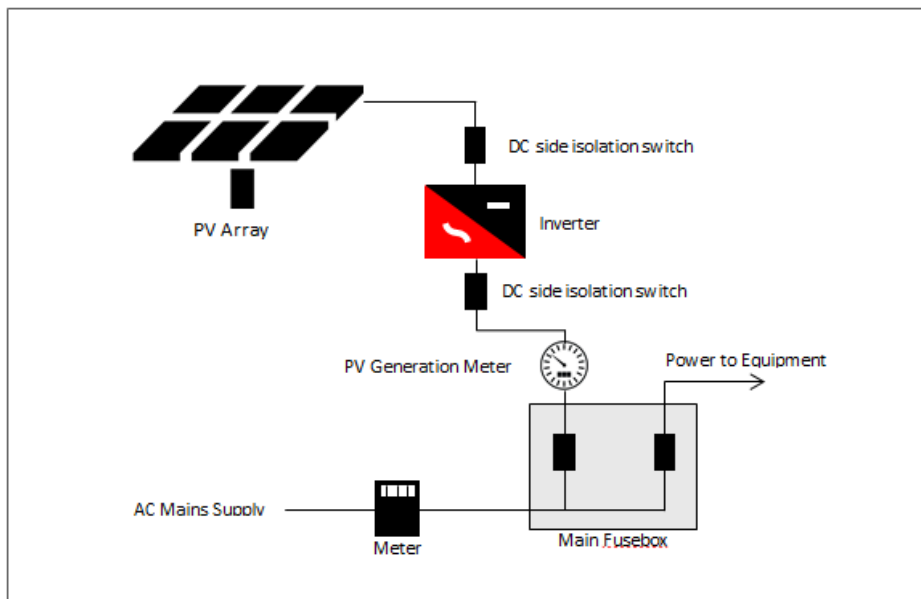 DC side isolation switch
PV Array
Inverter
DC side isolation switch
PV Generation Meter
Power to Equipment
AC Mains Supply
Meter
Main Fusebox